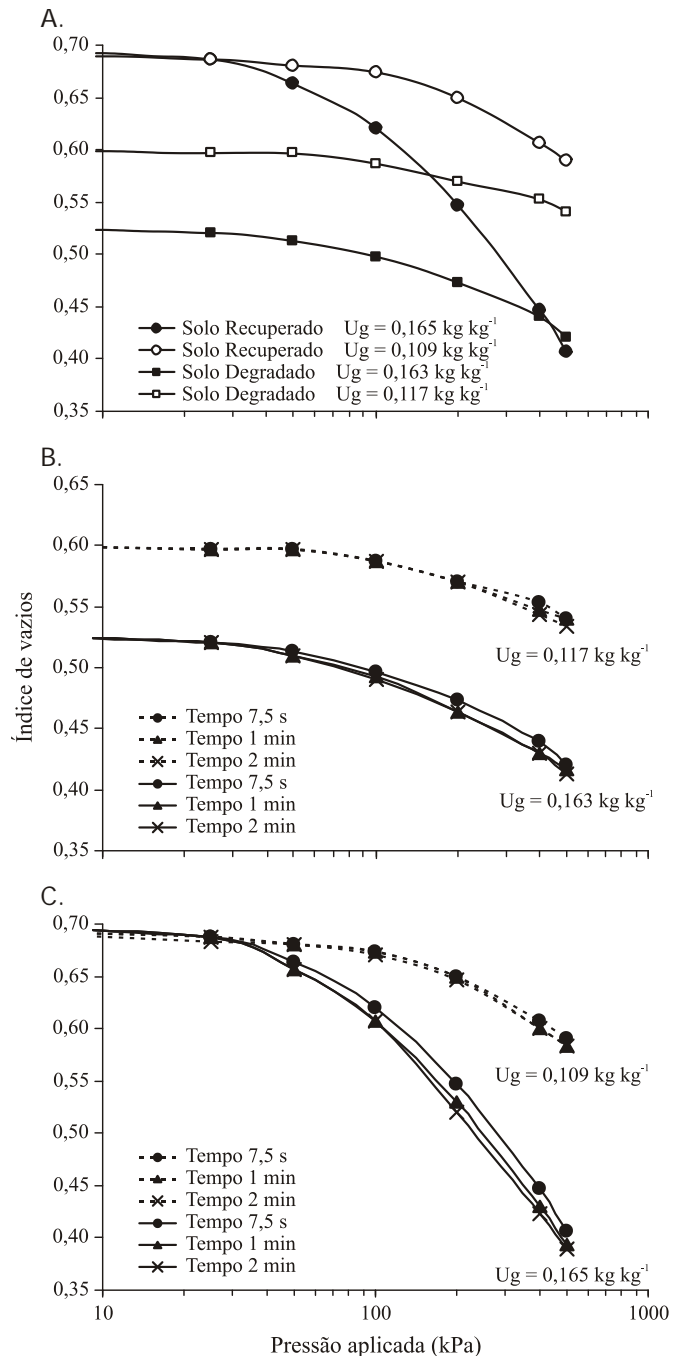 A.
0,70
0,65
0,60
0,55
0,50
0,45
0,40
0,35
Solo Recuperado Ug = 0,165 kg kg⁻¹
Solo Recuperado Ug = 0,109 kg kg⁻¹
Solo Degradado Ug = 0,163 kg kg⁻¹
Solo Degradado Ug = 0,117 kg kg⁻¹
B.
Índice de vazios
0,65
0,60
0,55
0,50
0,45
0,40
0,35
Ug = 0,117 kg kg⁻¹
Tempo 7,5 s
Tempo 1 min
Tempo 2 min
Tempo 7,5 s
Tempo 1 min
Tempo 2 min
Ug = 0,163 kg kg⁻¹
C.
0,70
0,65
0,60
0,55
0,50
0,45
0,40
0,35
Ug = 0,109 kg kg⁻¹
Tempo 7,5 s
Tempo 1 min
Tempo 2 min
Tempo 7,5 s
Tempo 1 min
Tempo 2 min
Ug = 0,165 kg kg⁻¹
10 100 1000
Pressão aplicada (kPa)